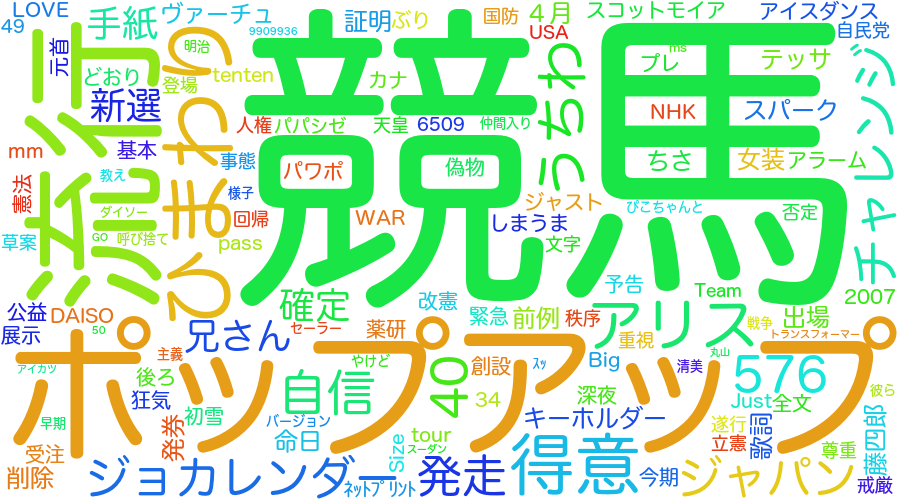 LOVE
49
手紙
ヴァーチュ
証明
ぶり
国防
4月
スコットモイア
アイスダンス
元首
流行
どおり
明治
ひまわり
9909936
競馬
USA
ms
自民党
新選
登場
tenten
カナ
うちわ
プレ
テッサ
チャレンジ
mm
基本
人権
パパシゼ
天皇
6509
仲間入り
NHK
スパーク
憲法
教え
事態
様子
パワポ
偽物
ちさ
女装
アラーム
草案
ダイソー
GO
呼び捨て
回帰
pass
WAR
しまうま
ジャスト
文字
ぴこちゃんと
否定
公益
DAISO
50
展示
確定
改憲
予告
Team
2007
兄さん
セーラー
薬研
緊急
前例
秩序
アリス
重視
戦争
出場
トランスフォーマー
ポップアップ
アイカツ
主義
後ろ
やけど
40
創設
スッ
Big
清美
丸山
576
彼ら
狂気
初雪
自信
34
深夜
Just
全文
早期
発券
バージョン
命日
キーホルダー
遂行
立憲
歌詞
尊重
藤四郎
受注
削除
Size
tour
スーダン
ジョカレンダー
ネットプリント
発走
得意
今期
ジャパン
戒厳